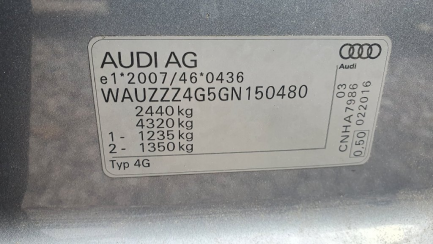 AUDI AG
e1*2007/46*0436
WAUZZZ4G5GN150480
2440 kg
4320 kg
1 - 1235 kg
2 - 1350 kg
Typ 4G
Audi
03
CNHA7986
0.50 022016